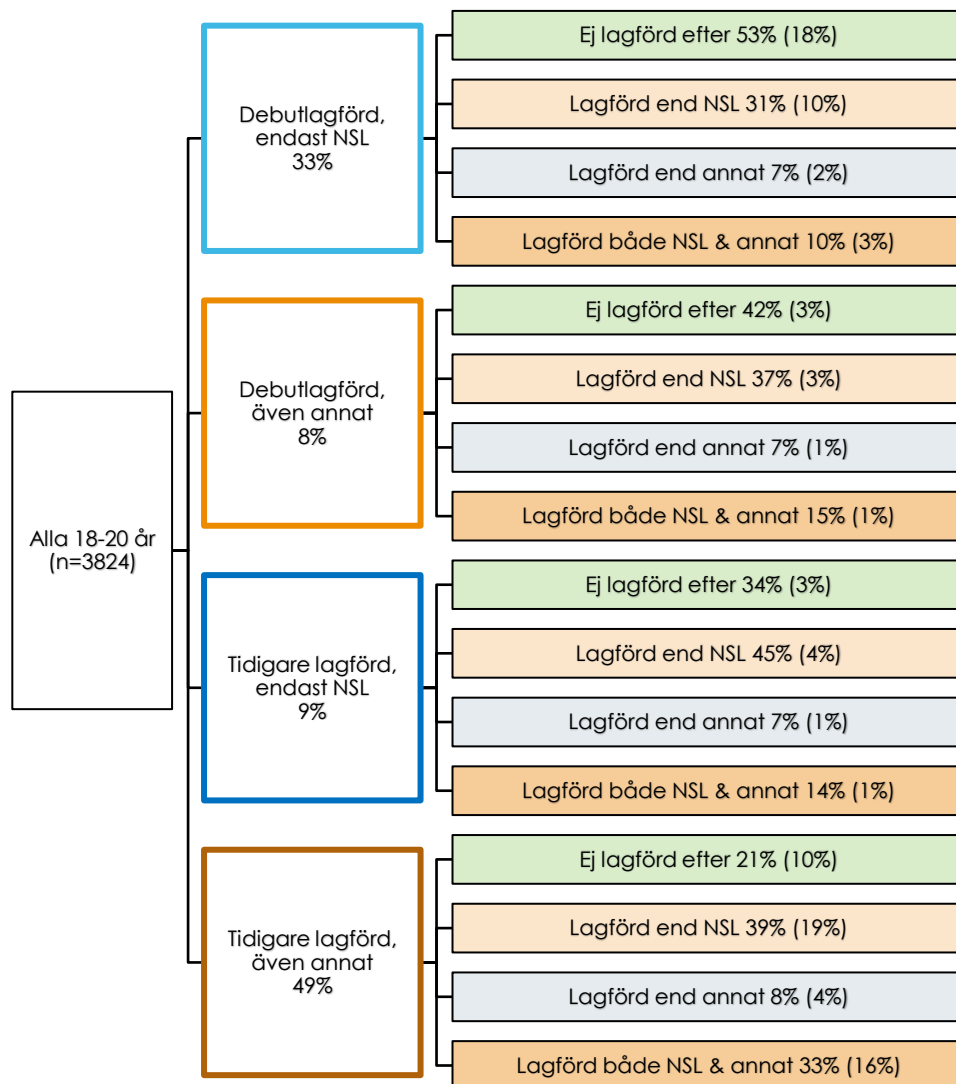 Alla 18-20 år
(n=3824)
Debutlagförd,
endast NSL
33%
Ej lagförd efter 53% (18%)
Lagförd end NSL 31% (10%)
Lagförd end annat 7% (2%)
Lagförd både NSL & annat 10% (3%)
Debutlagförd,
även annat
8%
Ej lagförd efter 42% (3%)
Lagförd end NSL 37% (3%)
Lagförd end annat 7% (1%)
Lagförd både NSL & annat 15% (1%)
Tidigare lagförd,
endast NSL
9%
Ej lagförd efter 34% (3%)
Lagförd end NSL 45% (4%)
Lagförd end annat 7% (1%)
Lagförd både NSL & annat 14% (1%)
Tidigare lagförd,
även annat
49%
Ej lagförd efter 21% (10%)
Lagförd end NSL 39% (19%)
Lagförd end annat 8% (4%)
Lagförd både NSL & annat 33% (16%)